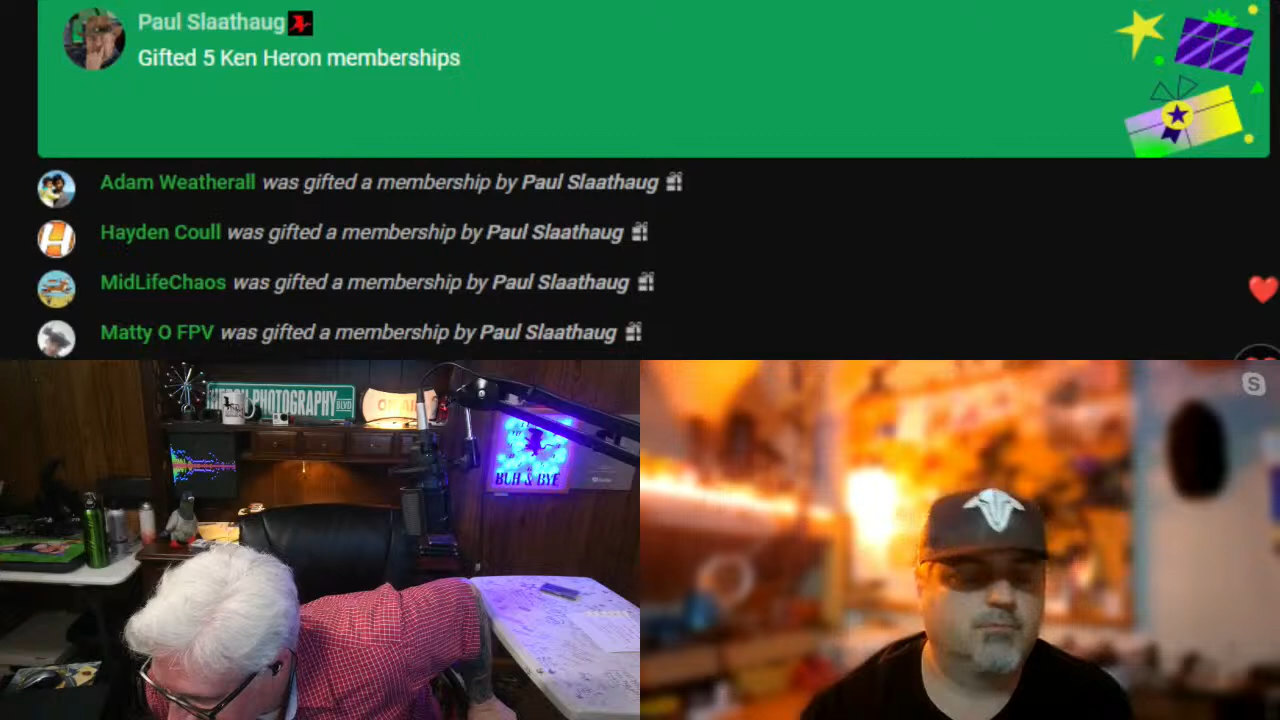 Paul Slaathaug
Gifted 5 Ken Heron memberships
Adam Weatherall was gifted a membership by Paul Slaathaug
Hayden Coull was gifted a membership by Paul Slaathaug
MidLifeChaos was gifted a membership by Paul Slaathaug
Matty O FPV was gifted a membership by Paul Slaathaug
HERON PHOTOGRAPHY BLVD
BUH & BYE